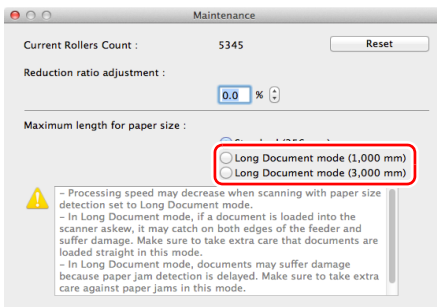 Maintenance
Current Rollers Count : 5345 Reset
Reduction ratio adjustment :
0.0 %
Maximum length for paper size :
Long Document mode (1,000 mm)
Long Document mode (3,000 mm)
– Processing speed may decrease when scanning with paper size
detection set to Long Document mode.
– In Long Document mode, if a document is loaded into the
scanner askew, it may catch on both edges of the feeder and
suffer damage. Make sure to take extra care that documents are
loaded straight in this mode.
– In Long Document mode, documents may suffer damage
because paper jam detection is delayed. Make sure to take extra
care against paper jams in this mode.